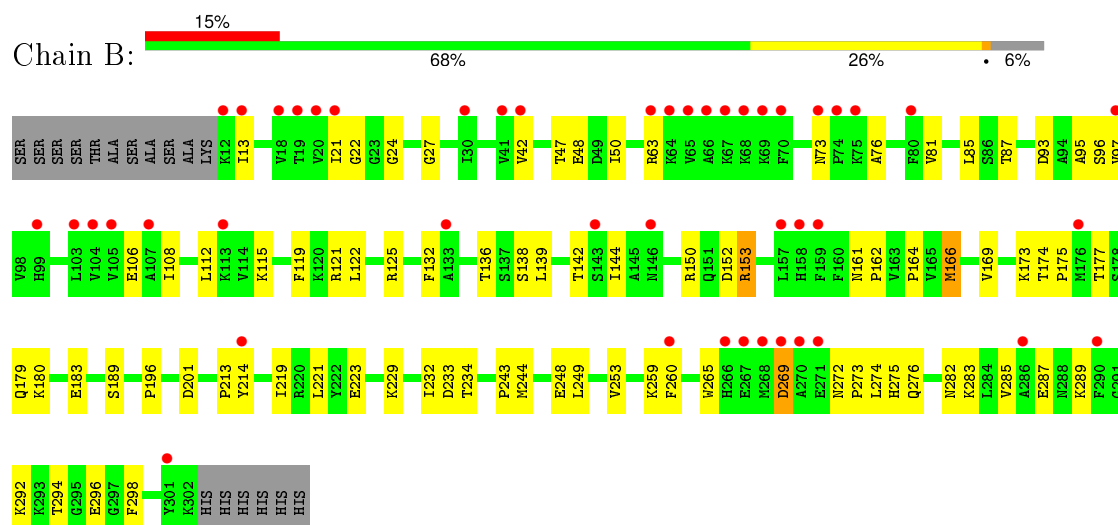 15%
Chain B:
68% 26% • 6%
SER SER SER SER THR ALA SER ALA SER ALA LYS K12 I13 V18 T19 V20 I21 G22 G23 G24 G27 I30 V41 V42 T47 E48 D49 I50 R63 K64 V65 A66 K67 K68 K69 F70 N73 P74 K75 A76 F80 V81 L85 S86 T87 D93 A94 A95 S96 V97
V98 H99 L103 V104 V105 E106 A107 I108 L112 K113 V114 K115 F119 K120 R121 L122 R125 F132 A133 T136 S137 S138 L139 T142 S143 I144 A145 N146 R150 Q151 D152 R153 L157 H158 F159 F160 N161 P162 V163 P164 V165 M166 V169 K173 T174 P175 M176 T177 S178
Q179 K180 E183 S189 P196 D201 P213 Y214 I219 R220 L221 Y222 E223 K229 I232 D233 T234 P243 M244 E248 L249 V253 K259 F260 W265 H266 E267 M268 D269 A270 E271 N272 P273 L274 H275 Q276 N282 K283 L284 V285 A286 E287 N288 K289 F290 G291
K292 K293 T294 G295 E296 G297 F298 Y301 K302 HIS HIS HIS HIS HIS HIS